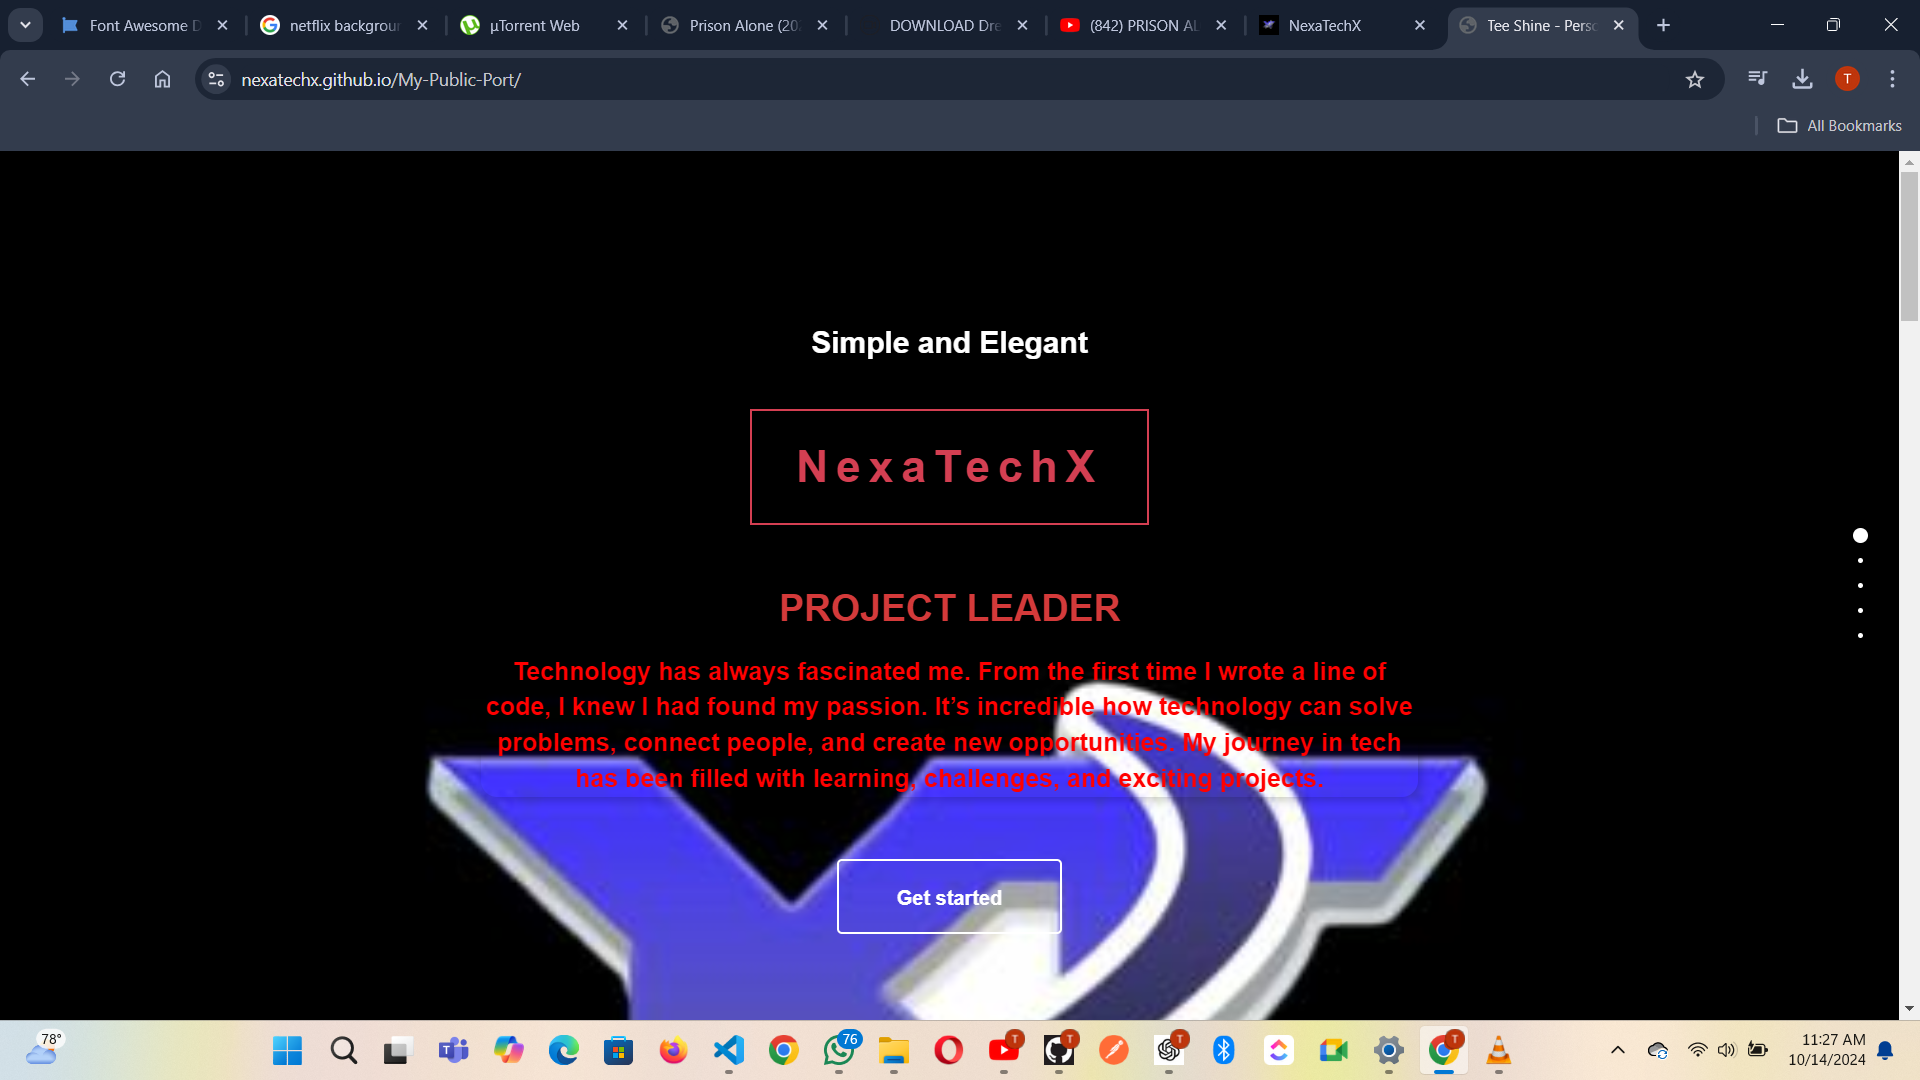 Font Awesome D
netflix backgroun
µTorrent Web
Prison Alone (202
DOWNLOAD Dre
(842) PRISON AL
NexaTechX
Tee Shine - Perso
nexatechx.github.io/My-Public-Port/
T
All Bookmarks
Simple and Elegant
NexaTechX
PROJECT LEADER
Technology has always fascinated me. From the first time I wrote a line of
code, I knew I had found my passion. It’s incredible how technology can solve
problems, connect people, and create new opportunities. My journey in tech
has been filled with learning, challenges, and exciting projects.
Get started
78°
76
T
T
T
T
11:27 AM
10/14/2024